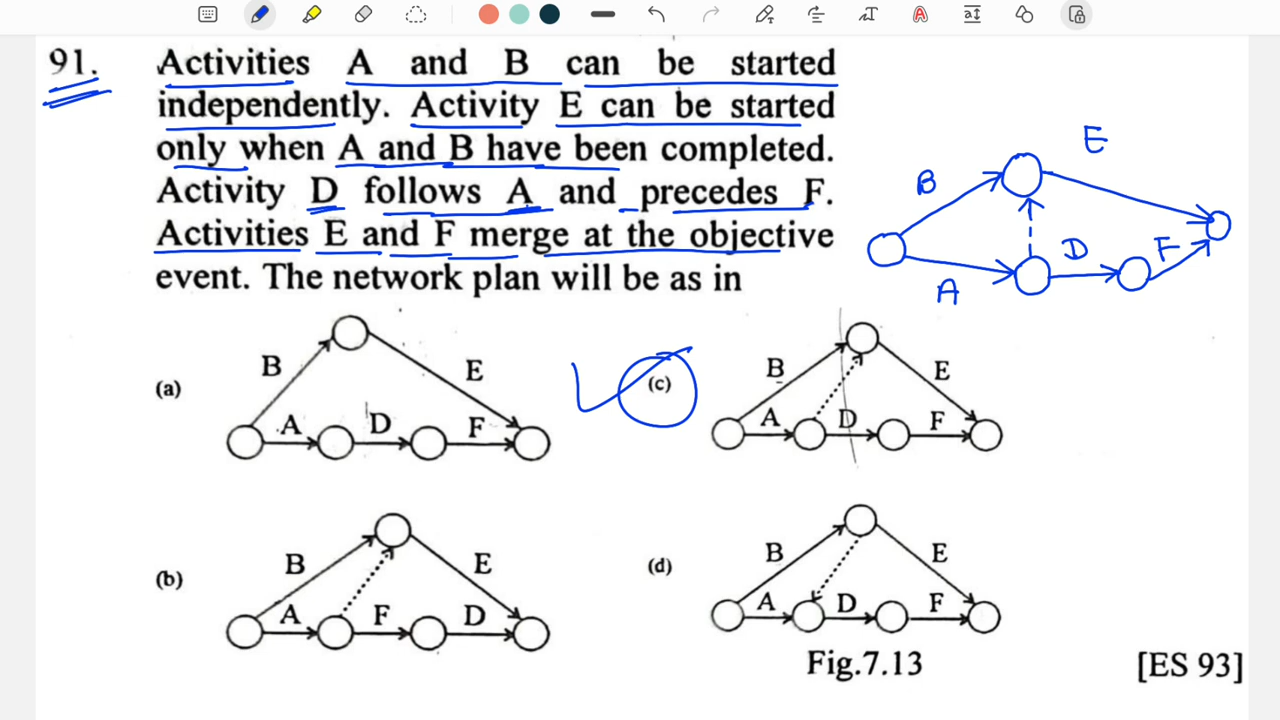 91. Activities A and B can be started
independently. Activity E can be started
only when A and B have been completed.
Activity D follows A and precedes F.
Activities E and F merge at the objective
event. The network plan will be as in
E
B
D
F
A
(a)
B
E
A
D
F
(c)
B
E
A
D
F
(b)
B
E
A
F
D
(d)
B
E
A
D
F
Fig.7.13
[ES 93]